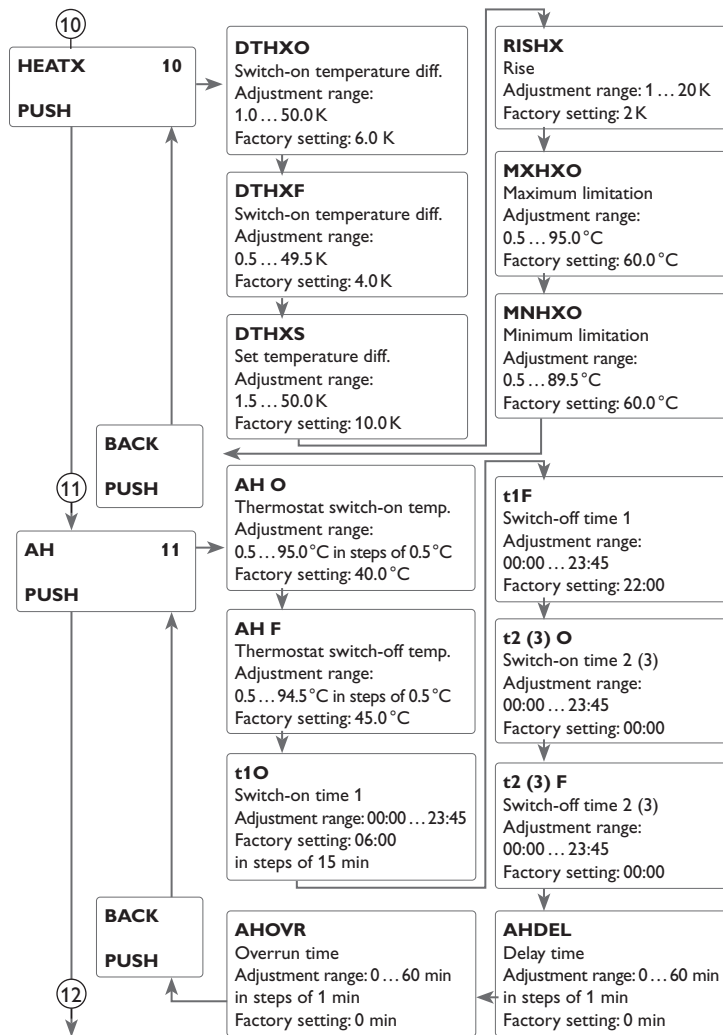 10
HEATX 10
PUSH
DTHXO
Switch-on temperature diff.
Adjustment range:
1.0 … 50.0 K
Factory setting: 6.0 K
DTHXF
Switch-on temperature diff.
Adjustment range:
0.5 … 49.5 K
Factory setting: 4.0 K
DTHXS
Set temperature diff.
Adjustment range:
1.5 … 50.0 K
Factory setting: 10.0 K
RISHX
Rise
Adjustment range: 1 … 20 K
Factory setting: 2 K
MXHXO
Maximum limitation
Adjustment range:
0.5 … 95.0 °C
Factory setting: 60.0 °C
MNHXO
Minimum limitation
Adjustment range:
0.5 … 89.5 °C
Factory setting: 60.0 °C
BACK
PUSH
11
AH 11
PUSH
AH O
Thermostat switch-on temp.
Adjustment range:
0.5 … 95.0 °C in steps of 0.5 °C
Factory setting: 40.0 °C
AH F
Thermostat switch-off temp.
Adjustment range:
0.5 … 94.5 °C in steps of 0.5 °C
Factory setting: 45.0 °C
t1O
Switch-on time 1
Adjustment range: 00:00 … 23:45
Factory setting: 06:00
in steps of 15 min
t1F
Switch-off time 1
Adjustment range:
00:00 … 23:45
Factory setting: 22:00
t2 (3) O
Switch-on time 2 (3)
Adjustment range:
00:00 … 23:45
Factory setting: 00:00
t2 (3) F
Switch-off time 2 (3)
Adjustment range:
00:00 … 23:45
Factory setting: 00:00
AHDEL
Delay time
Adjustment range: 0 … 60 min
in steps of 1 min
Factory setting: 0 min
AHOVR
Overrun time
Adjustment range: 0 … 60 min
in steps of 1 min
Factory setting: 0 min
BACK
PUSH
12